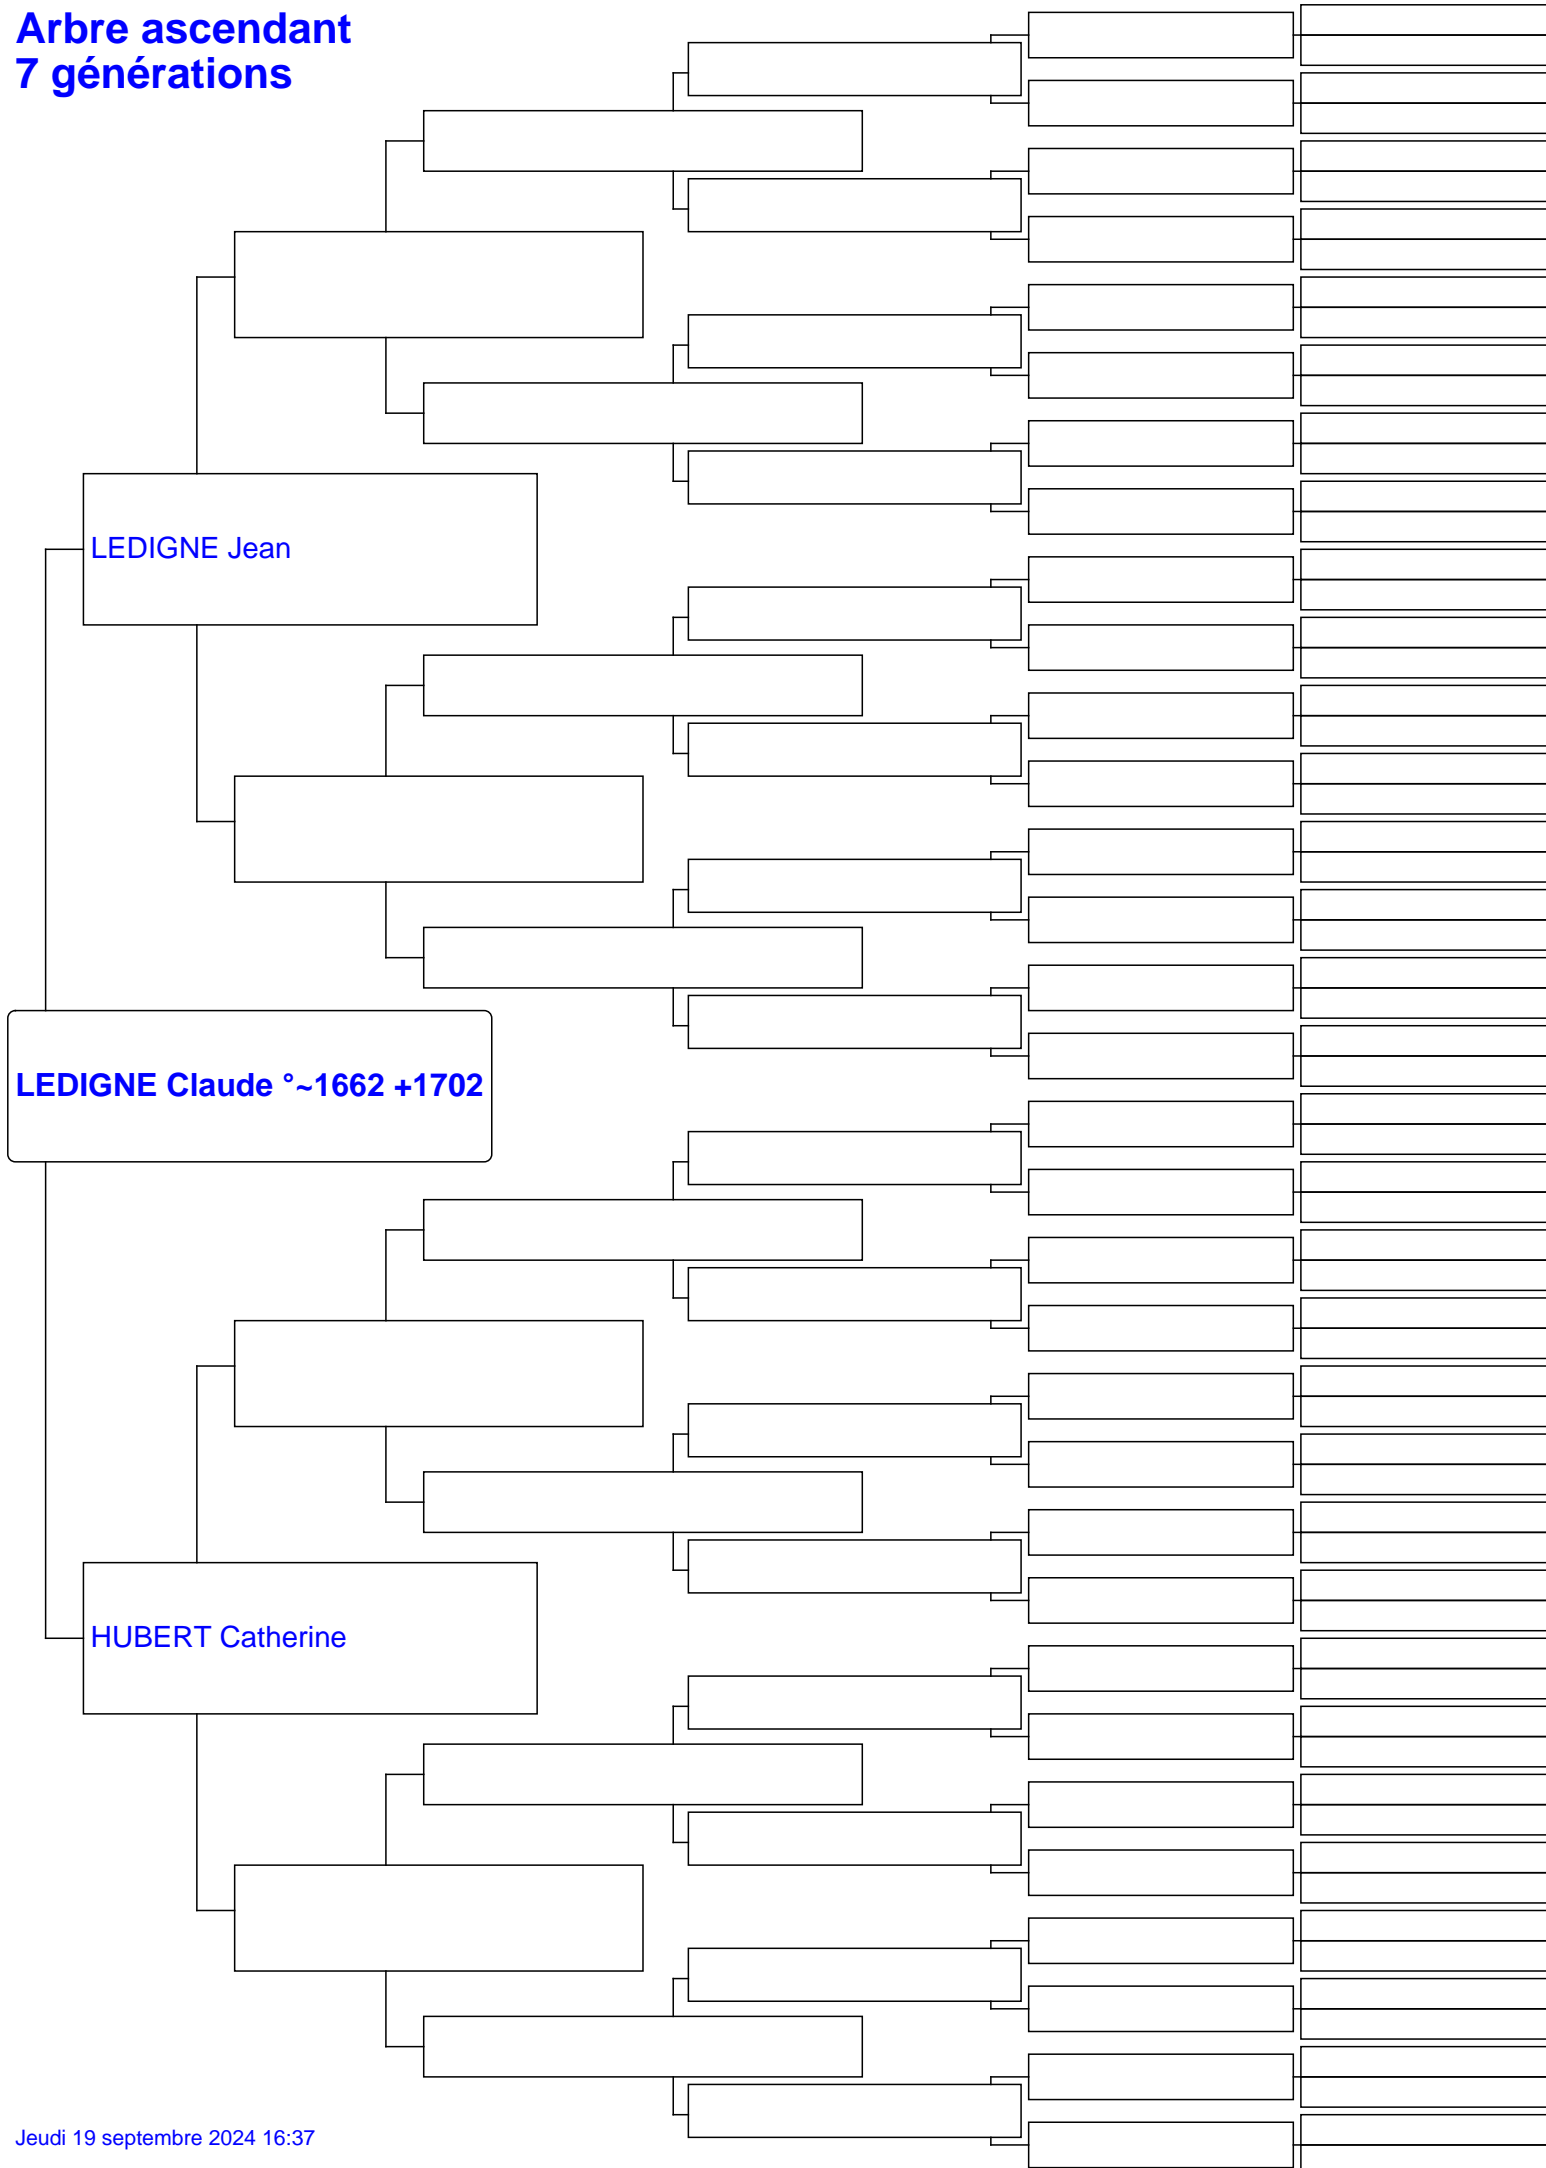 Arbre ascendant
7 générations
LEDIGNE Jean
LEDIGNE Claude °~1662 +1702
HUBERT Catherine
Jeudi 19 septembre 2024 16:37